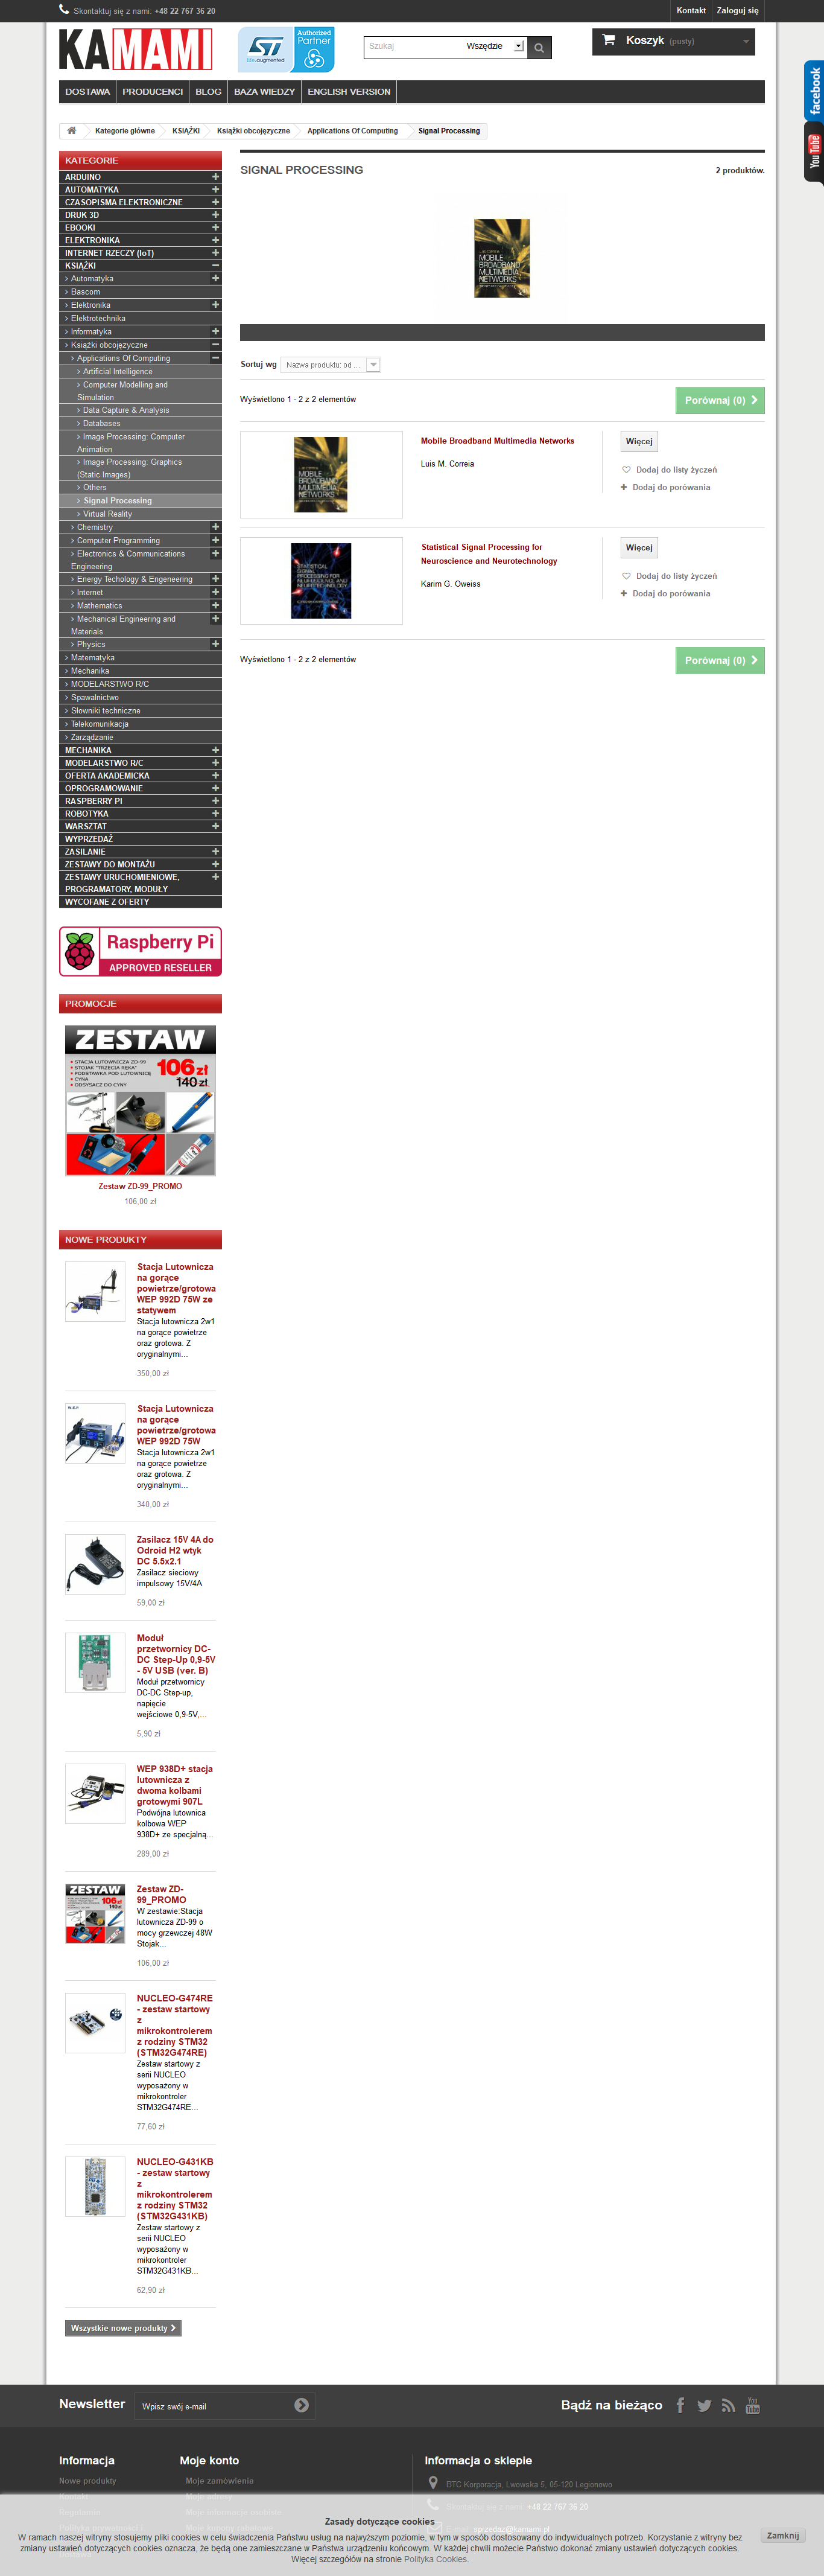 Skontaktuj się z nami: +48 22 767 36 20
Kontakt
Zaloguj się
KAMAMI
ST
life.augmented
Authorized
Partner
Szukaj
Wszędzie
Koszyk (pusty)
DOSTAWA
PRODUCENCI
BLOG
BAZA WIEDZY
ENGLISH VERSION
facebook
YouTube
Kategorie główne
KSIĄŻKI
Książki obcojęzyczne
Applications Of Computing
Signal Processing
KATEGORIE
ARDUINO
AUTOMATYKA
CZASOPISMA ELEKTRONICZNE
DRUK 3D
EBOOKI
ELEKTRONIKA
INTERNET RZECZY (IoT)
KSIĄŻKI
Automatyka
Bascom
Elektronika
Elektrotechnika
Informatyka
Książki obcojęzyczne
Applications Of Computing
Artificial Intelligence
Computer Modelling and
Simulation
Data Capture & Analysis
Databases
Image Processing: Computer
Animation
Image Processing: Graphics
(Static Images)
Others
Signal Processing
Virtual Reality
Chemistry
Computer Programming
Electronics & Communications
Engineering
Energy Techology & Engeneering
Internet
Mathematics
Mechanical Engineering and
Materials
Physics
Matematyka
Mechanika
MODELARSTWO R/C
Spawalnictwo
Słowniki techniczne
Telekomunikacja
Zarządzanie
MECHANIKA
MODELARSTWO R/C
OFERTA AKADEMICKA
OPROGRAMOWANIE
RASPBERRY PI
ROBOTYKA
WARSZTAT
WYPRZEDAŻ
ZASILANIE
ZESTAWY DO MONTAŻU
ZESTAWY URUCHOMIENIOWE,
PROGRAMATORY, MODUŁY
WYCOFANE Z OFERTY
Raspberry Pi
APPROVED RESELLER
PROMOCJE
ZESTAW
• STACJA LUTOWNICZA ZD-99
• STOJAK "TRZECIA RĘKA"
• PODSTAWKA POD LUTOWNICĘ
• CYNA
• ODSYSACZ DO CYNY
106zł
140zł
Zestaw ZD-99_PROMO
106,00 zł
NOWE PRODUKTY
Stacja Lutownicza
na gorące
powietrze/grotowa
WEP 992D 75W ze
statywem
Stacja lutownicza 2w1
na gorące powietrze
oraz grotowa. Z
oryginalnymi...
350,00 zł
Stacja Lutownicza
na gorące
powietrze/grotowa
WEP 992D 75W
Stacja lutownicza 2w1
na gorące powietrze
oraz grotowa. Z
oryginalnymi...
340,00 zł
Zasilacz 15V 4A do
Odroid H2 wtyk
DC 5.5x2.1
Zasilacz sieciowy
impulsowy 15V/4A
59,00 zł
Moduł
przetwornicy DC-
DC Step-Up 0,9-5V
- 5V USB (ver. B)
Moduł przetwornicy
DC-DC Step-up,
napięcie
wejściowe 0,9-5V,...
5,90 zł
WEP 938D+ stacja
lutownicza z
dwoma kolbami
grotowymi 907L
Podwójna lutownica
kolbowa WEP
938D+ ze specjalną...
289,00 zł
ZESTAW
106zł
140zł
Zestaw ZD-
99_PROMO
W zestawie:Stacja
lutownicza ZD-99 o
mocy grzewczej 48W
Stojak...
106,00 zł
NUCLEO-G474RE
- zestaw startowy
z
mikrokontrolerem
z rodziny STM32
(STM32G474RE)
Zestaw startowy z
serii NUCLEO
wyposażony w
mikrokontroler
STM32G474RE...
77,60 zł
NUCLEO-G431KB
- zestaw startowy
z
mikrokontrolerem
z rodziny STM32
(STM32G431KB)
Zestaw startowy z
serii NUCLEO
wyposażony w
mikrokontroler
STM32G431KB...
62,90 zł
Wszystkie nowe produkty
SIGNAL PROCESSING
2 produktów.
MOBILE
BROADBAND
MULTIMEDIA
NETWORKS
Sortuj wg
Nazwa produktu: od ...
Wyświetlono 1 - 2 z 2 elementów
Porównaj (0)
MOBILE
BROADBAND
MULTIMEDIA
NETWORKS
Mobile Broadband Multimedia Networks
Luis M. Correia
Więcej
Dodaj do listy życzeń
Dodaj do porówania
STATISTICAL
SIGNAL
PROCESSING FOR
NEUROSCIENCE AND
NEUROTECHNOLOGY
Statistical Signal Processing for
Neuroscience and Neurotechnology
Karim G. Oweiss
Więcej
Dodaj do listy życzeń
Dodaj do porówania
Wyświetlono 1 - 2 z 2 elementów
Porównaj (0)
Newsletter
Wpisz swój e-mail
Bądź na bieżąco
You
Tube
Informacja
Nowe produkty
Moje konto
Moje zamówienia
Informacja o sklepie
BTC Korporacja, Lwowska 5, 05-120 Legionowo
+48 22 767 36 20
sprzedaz@kamami.pl
Zasady dotyczące cookies
W ramach naszej witryny stosujemy pliki cookies w celu świadczenia Państwu usług na najwyższym poziomie, w tym w sposób dostosowany do indywidualnych potrzeb. Korzystanie z witryny bez
zmiany ustawień dotyczących cookies oznacza, że będą one zamieszczane w Państwa urządzeniu końcowym. W każdej chwili możecie Państwo dokonać zmiany ustawień dotyczących cookies.
Więcej szczegółów na stronie Polityka Cookies.
Zamknij